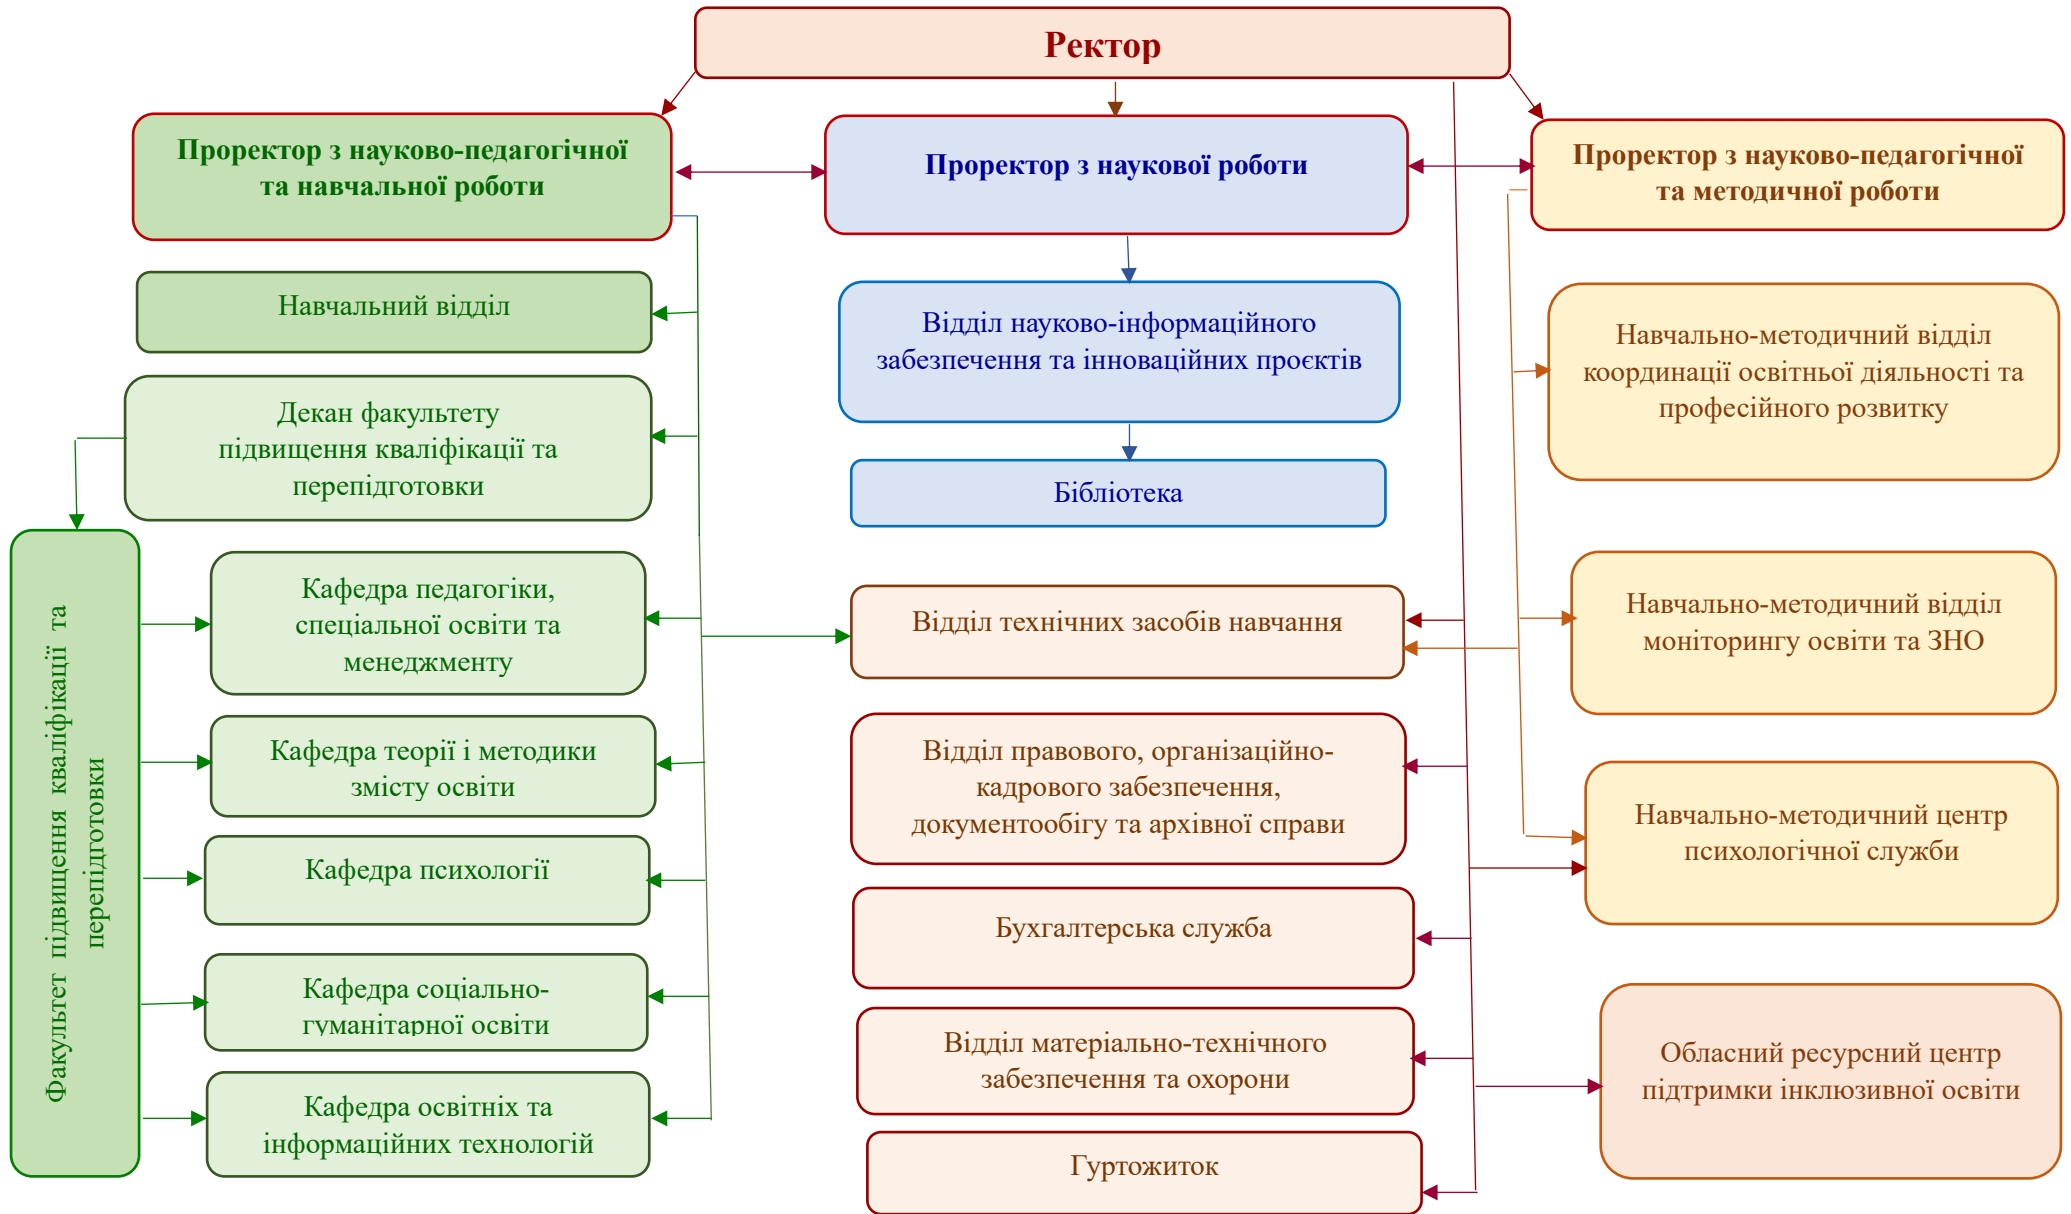 Ректор
Проректор з науково-педагогічної
та навчальної роботи
Проректор з наукової роботи
Проректор з науково-педагогічної
та методичної роботи
Навчальний відділ
Декан факультету
підвищення кваліфікації та
перепідготовки
Факультет підвищення кваліфікації та
перепідготовки
Кафедра педагогіки,
спеціальної освіти та
менеджменту
Кафедра теорії і методики
змісту освіти
Кафедра психології
Кафедра соціально-
гуманітарної освіти
Кафедра освітніх та
інформаційних технологій
Відділ науково-інформаційного
забезпечення та інноваційних проєктів
Бібліотека
Відділ технічних засобів навчання
Відділ правового, організаційно-
кадрового забезпечення,
документообігу та архівної справи
Бухгалтерська служба
Відділ матеріально-технічного
забезпечення та охорони
Гуртожиток
Навчально-методичний відділ
координації освітньої діяльності та
професійного розвитку
Навчально-методичний відділ
моніторингу освіти та ЗНО
Навчально-методичний центр
психологічної служби
Обласний ресурсний центр
підтримки інклюзивної освіти